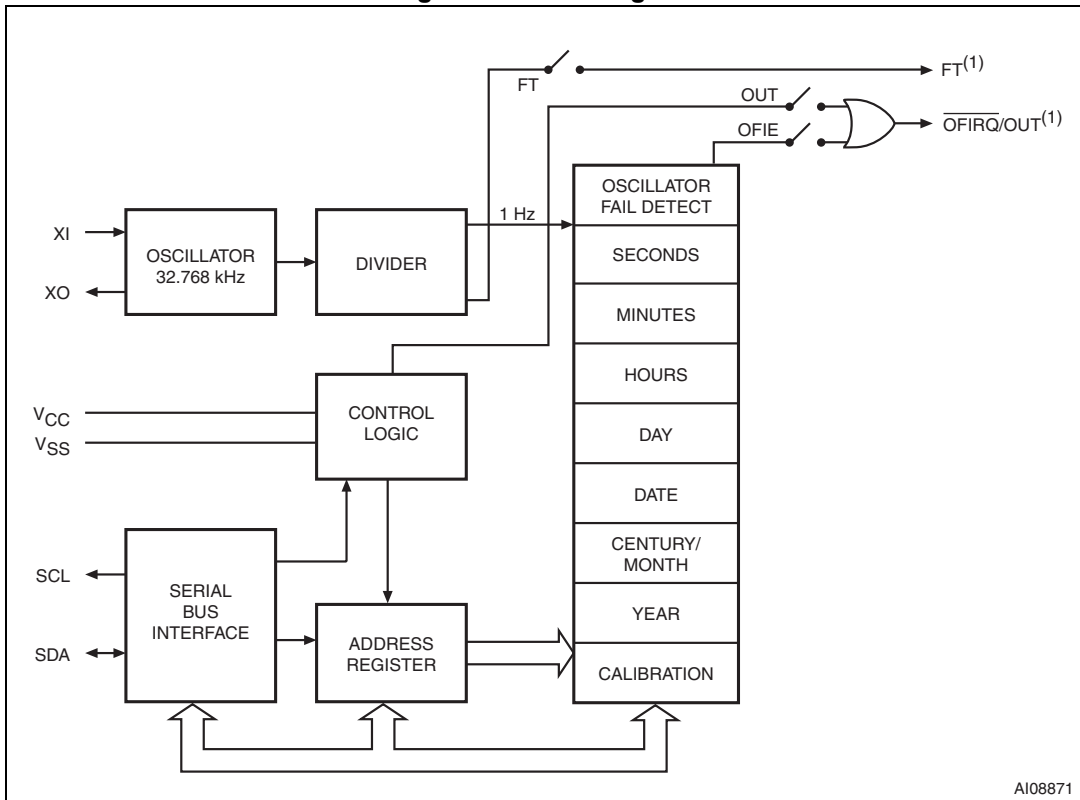 FT
FT(1)
OUT
OFIE
OFIRQ/OUT(1)
OSCILLATOR
FAIL DETECT
1 Hz
XI
XO
OSCILLATOR
32.768 kHz
DIVIDER
SECONDS
MINUTES
HOURS
DAY
DATE
CENTURY/
MONTH
YEAR
CALIBRATION
VCC
VSS
CONTROL
LOGIC
SCL
SDA
SERIAL
BUS
INTERFACE
ADDRESS
REGISTER
AI08871